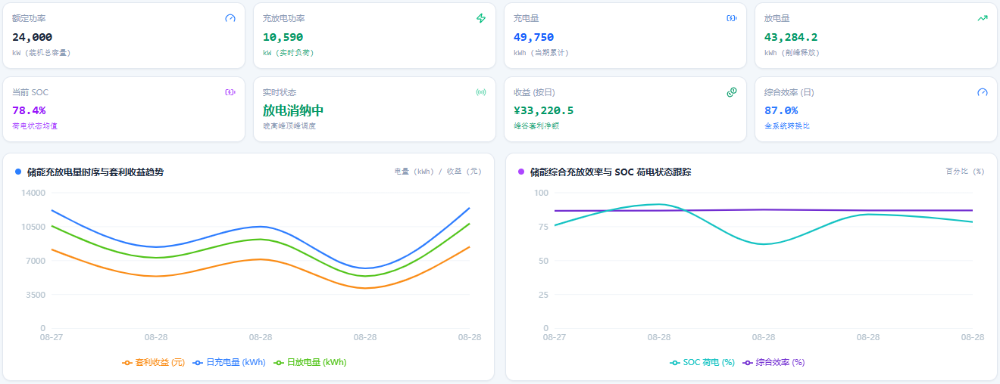 额定功率
24,000
kW (装机总容量)
充放电功率
10,590
kW (实时负荷)
充电量
49,750
kWh (当期累计)
放电量
43,284.2
kWh (削峰释放)
当前 SOC
78.4%
荷电状态均值
实时状态
放电消纳中
晚高峰顶峰调度
收益 (按日)
¥33,220.5
峰谷套利净额
综合效率 (日)
87.0%
全系统转换比
储能充放电量时序与套利收益趋势
电量 (kWh) / 收益 (元)
14000
10500
7000
3500
0
08-27
08-28
08-28
08-28
08-28
套利收益 (元)
日充电量 (kWh)
日放电量 (kWh)
储能综合充放效率与 SOC 荷电状态跟踪
百分比 (%)
100
75
50
25
0
08-27
08-28
08-28
08-28
08-28
SOC 荷电 (%)
综合效率 (%)